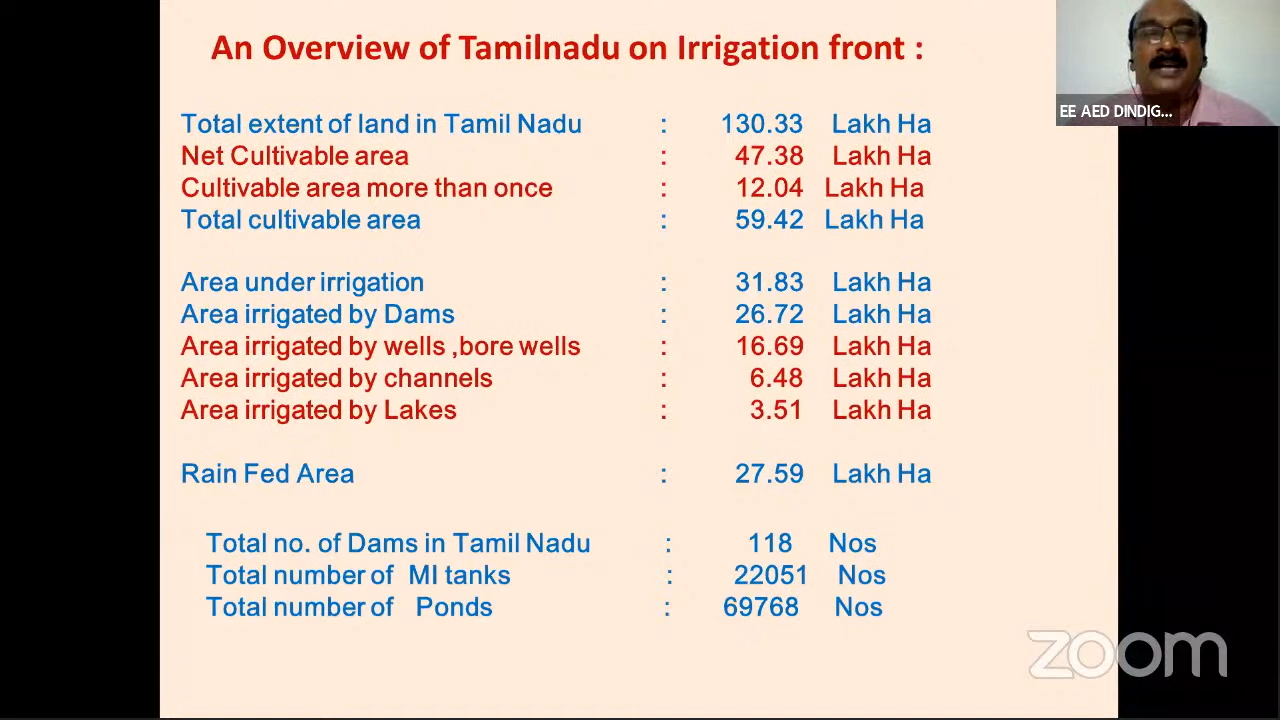 An Overview of Tamilnadu on Irrigation front :
EE AED DINDIG...
Total extent of land in Tamil Nadu : 130.33 Lakh Ha
Net Cultivable area : 47.38 Lakh Ha
Cultivable area more than once : 12.04 Lakh Ha
Total cultivable area : 59.42 Lakh Ha
Area under irrigation : 31.83 Lakh Ha
Area irrigated by Dams : 26.72 Lakh Ha
Area irrigated by wells ,bore wells : 16.69 Lakh Ha
Area irrigated by channels : 6.48 Lakh Ha
Area irrigated by Lakes : 3.51 Lakh Ha
Rain Fed Area : 27.59 Lakh Ha
Total no. of Dams in Tamil Nadu : 118 Nos
Total number of MI tanks : 22051 Nos
Total number of Ponds : 69768 Nos
zoom